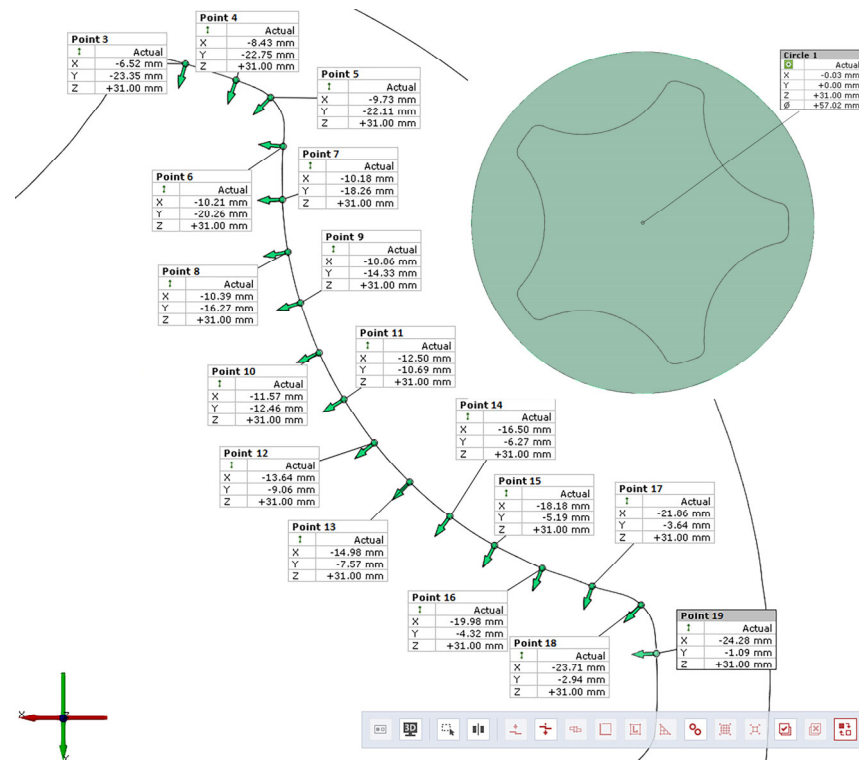 Point 3
Actual
X -6.52 mm
Y -23.35 mm
Z +31.00 mm
Point 4
Actual
X -8.43 mm
Y -22.75 mm
Z +31.00 mm
Point 5
Actual
X -9.73 mm
Y -22.11 mm
Z +31.00 mm
Circle 1
Actual
X -0.03 mm
Y +0.00 mm
Z +31.00 mm
Ø +57.02 mm
Point 6
Actual
X -10.21 mm
Y -20.26 mm
Z +31.00 mm
Point 7
Actual
X -10.18 mm
Y -18.26 mm
Z +31.00 mm
Point 8
Actual
X -10.39 mm
Y -16.27 mm
Z +31.00 mm
Point 9
Actual
X -10.06 mm
Y -14.33 mm
Z +31.00 mm
Point 10
Actual
X -11.57 mm
Y -12.46 mm
Z +31.00 mm
Point 11
Actual
X -12.50 mm
Y -10.69 mm
Z +31.00 mm
Point 12
Actual
X -13.64 mm
Y -9.06 mm
Z +31.00 mm
Point 13
Actual
X -14.98 mm
Y -7.57 mm
Z +31.00 mm
Point 14
Actual
X -16.50 mm
Y -6.27 mm
Z +31.00 mm
Point 15
Actual
X -18.18 mm
Y -5.19 mm
Z +31.00 mm
Point 16
Actual
X -19.98 mm
Y -4.32 mm
Z +31.00 mm
Point 17
Actual
X -21.06 mm
Y -3.64 mm
Z +31.00 mm
Point 18
Actual
X -23.71 mm
Y -2.94 mm
Z +31.00 mm
Point 19
Actual
X -24.28 mm
Y -1.09 mm
Z +31.00 mm
X
Y
3D